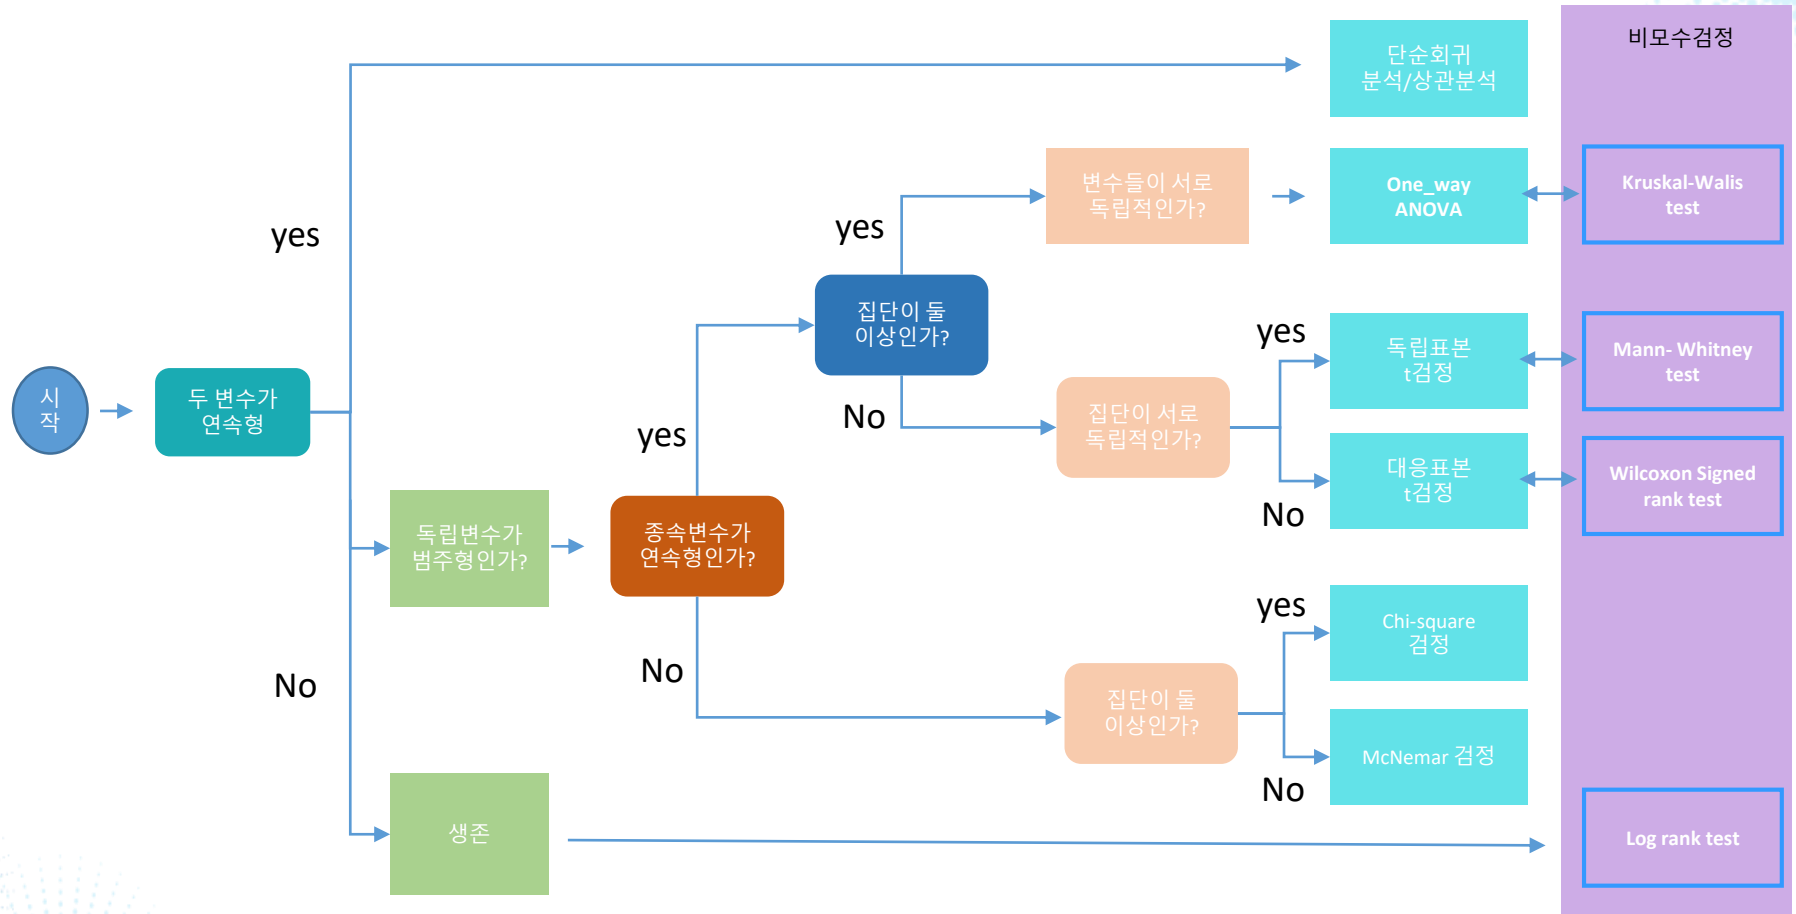 비모수검정
단순회귀
분석/상관분석
변수들이 서로
독립적인가?
One_way
ANOVA
Kruskal-Walis
test
yes
yes
집단이 둘
이상인가?
yes
독립표본
t검정
Mann- Whitney
test
시
작
두 변수가
연속형
No
집단이 서로
독립적인가?
yes
대응표본
t검정
Wilcoxon Signed
rank test
No
독립변수가
범주형인가?
종속변수가
연속형인가?
yes
Chi-square
검정
No
No
집단이 둘
이상인가?
McNemar 검정
No
생존
Log rank test